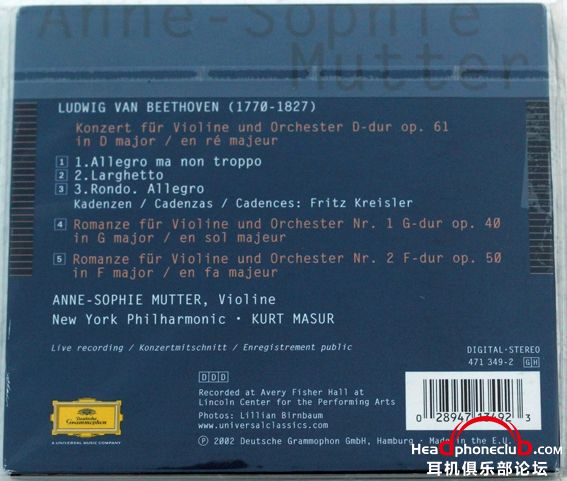 Anne-Sophie
Mutter
LUDWIG VAN BEETHOVEN (1770-1827)
Konzert für Violine und Orchester D-dur op. 61
in D major / en ré majeur
1 1.Allegro ma non troppo
2 2.Larghetto
3 3.Rondo. Allegro
Kadenzen / Cadenzas / Cadences: Fritz Kreisler
4 Romanze für Violine und Orchester Nr. 1 G-dur op. 40
in G major / en sol majeur
5 Romanze für Violine und Orchester Nr. 2 F-dur op. 50
in F major / en fa majeur
ANNE-SOPHIE MUTTER, Violine
New York Philharmonic · KURT MASUR
Live recording / Konzertmitschnitt / Enregistrement public
DIGITAL·STEREO
471 349-2 GH
DDD
Recorded at Avery Fisher Hall at
Lincoln Center for the Performing Arts
Photos: Lillian Birnbaum
www.universalclassics.com
℗ 2002 Deutsche Grammophon GmbH, Hamburg · Made in the E.U.
Deutsche
Grammophon
A UNIVERSAL MUSIC COMPANY
0 28947 13492 3
Headphoneclub.com
耳机俱乐部论坛